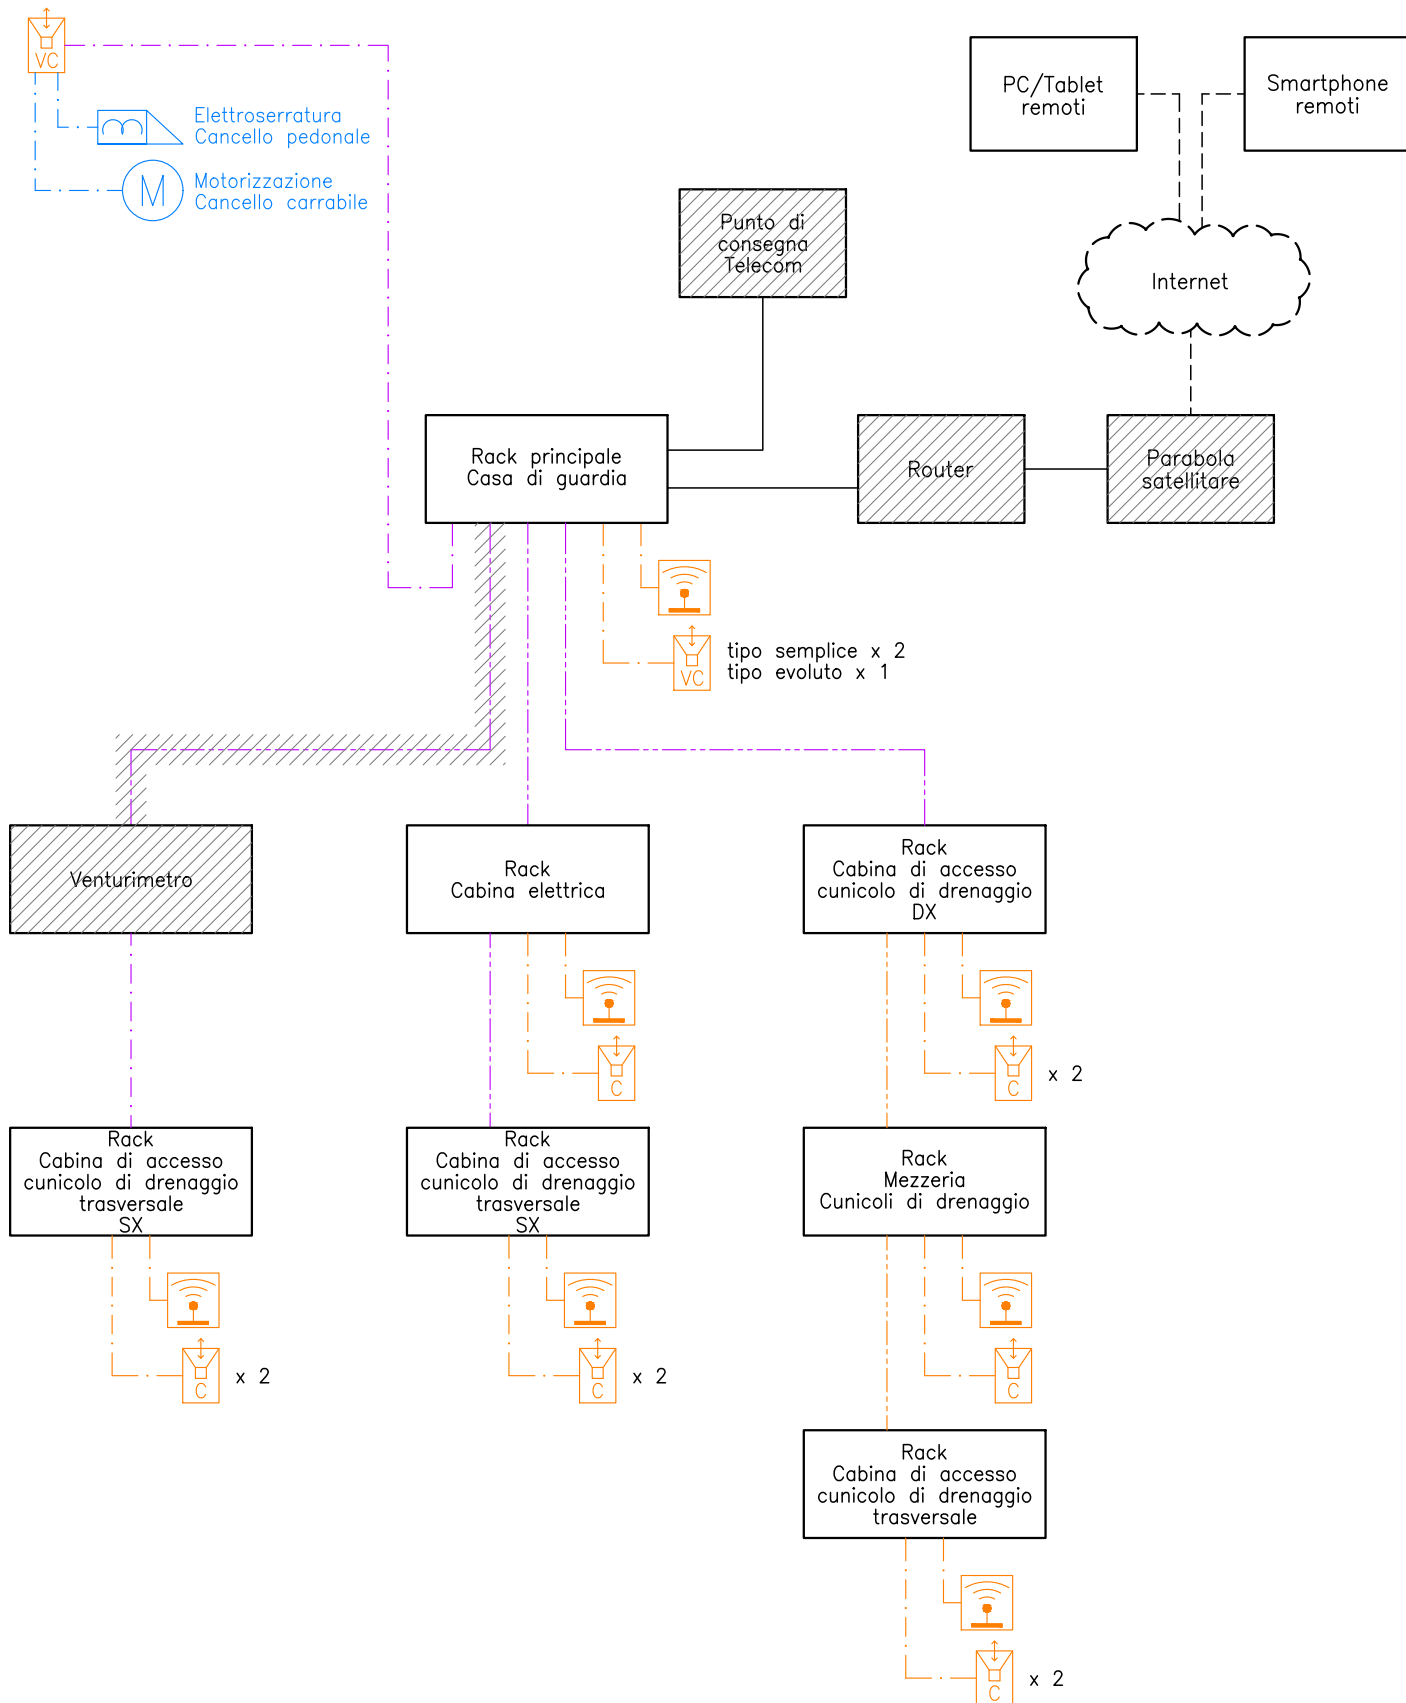 VC
Elettroserratura
Cancello pedonale
M
Motorizzazione
Cancello carrabile
PC/Tablet
remoti
Smartphone
remoti
Punto di
consegna
Telecom
Internet
Rack principale
Casa di guardia
Router
Parabola
satellitare
VC
tipo semplice x 2
tipo evoluto x 1
Venturimetro
Rack
Cabina elettrica
Rack
Cabina di accesso
cunicolo di drenaggio
DX
C
C
x 2
Rack
Cabina di accesso
cunicolo di drenaggio
trasversale
SX
Rack
Cabina di accesso
cunicolo di drenaggio
trasversale
SX
Rack
Mezzeria
Cunicoli di drenaggio
C
x 2
C
x 2
C
Rack
Cabina di accesso
cunicolo di drenaggio
trasversale
C
x 2